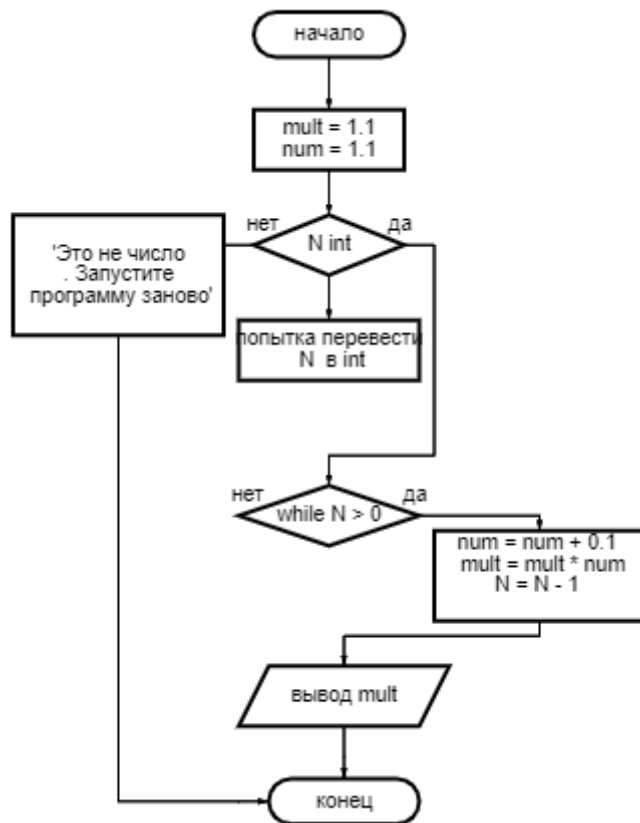 начало
mult = 1.1
num = 1.1
нет
да
N int
'Это не число
. Запустите
программу заново'
попытка перевести
N в int
нет
да
while N > 0
num = num + 0.1
mult = mult * num
N = N - 1
вывод mult
конец